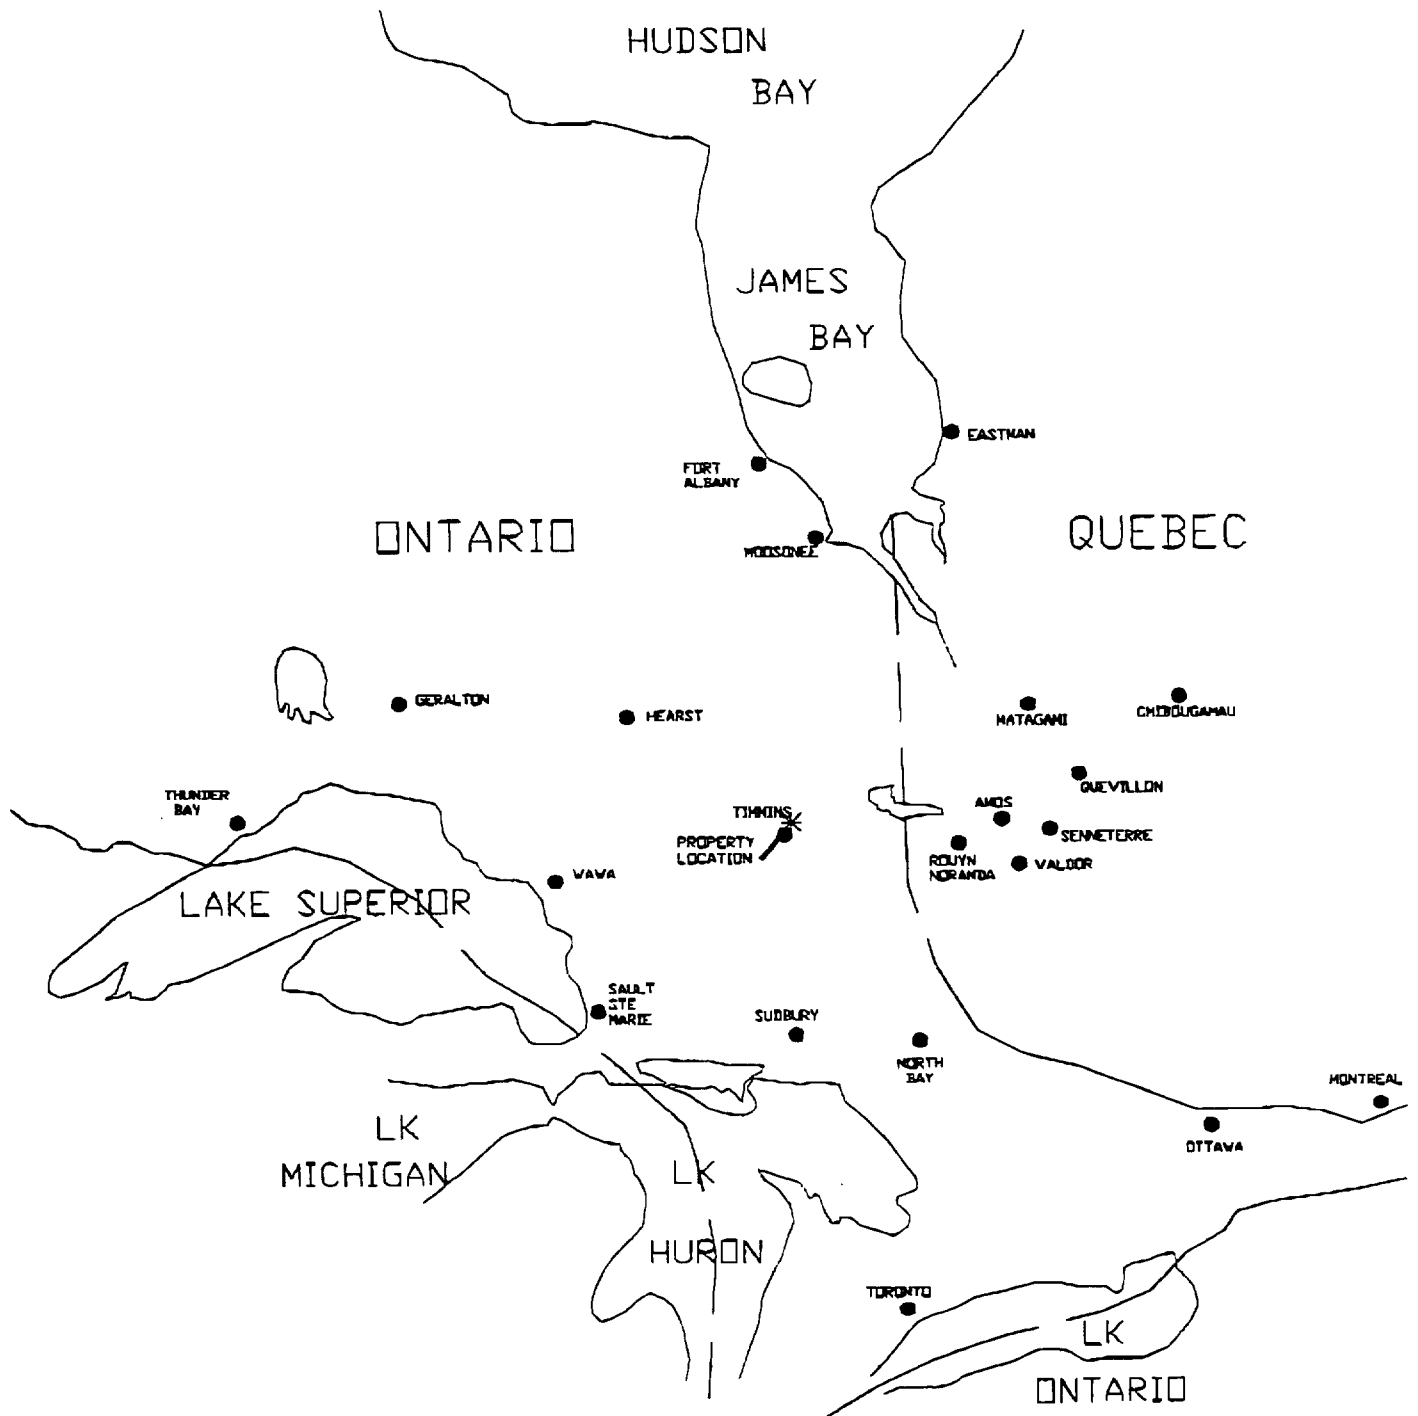 HUDSON
BAY
JAMES
BAY
EASTMAN
FORT
ALBANY
ONTARIO
QUEBEC
MOOSONEE
GERALTON
HEARST
MATAGAMI
CHIBOUGAMAU
THUNDER
BAY
QUEVILLON
TIMMINS
AMOS
SENNETERRE
PROPERTY
LOCATION
ROUYN
NORANDA
VALDOR
WAWA
LAKE SUPERIOR
SAULT
STE
MARIE
SUDBURY
NORTH
BAY
MONTREAL
OTTAWA
LK
MICHIGAN
LK
HURON
TORONTO
LK
ONTARIO